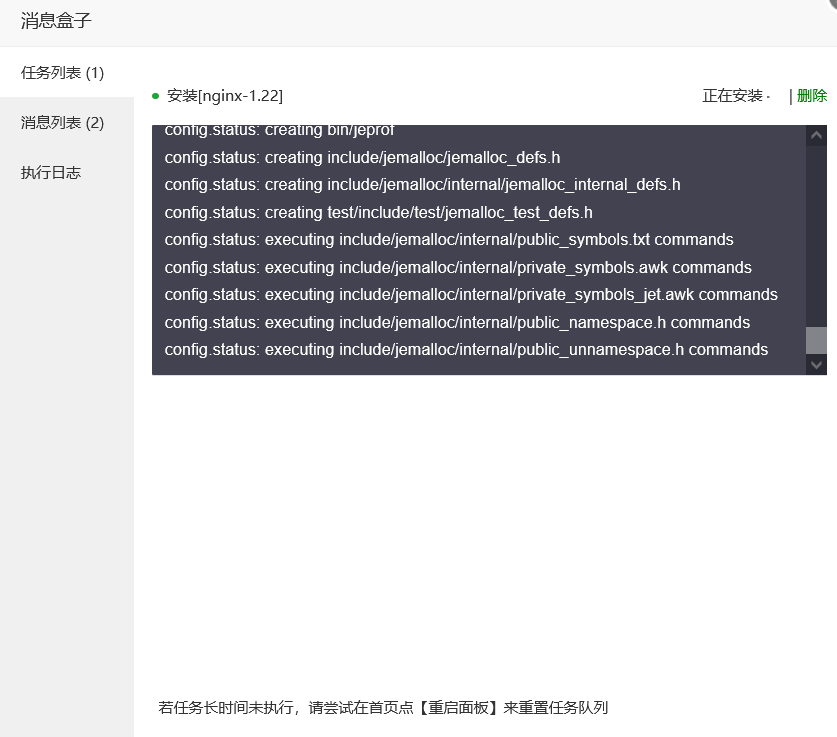 消息盒子
任务列表 (1)
消息列表 (2)
执行日志
安装[nginx-1.22]
正在安装 · | 删除
config.status: creating bin/jeprof
config.status: creating include/jemalloc/jemalloc_defs.h
config.status: creating include/jemalloc/internal/jemalloc_internal_defs.h
config.status: creating test/include/test/jemalloc_test_defs.h
config.status: executing include/jemalloc/internal/public_symbols.txt commands
config.status: executing include/jemalloc/internal/private_symbols.awk commands
config.status: executing include/jemalloc/internal/private_symbols_jet.awk commands
config.status: executing include/jemalloc/internal/public_namespace.h commands
config.status: executing include/jemalloc/internal/public_unnamespace.h commands
若任务长时间未执行，请尝试在首页点【重启面板】来重置任务队列